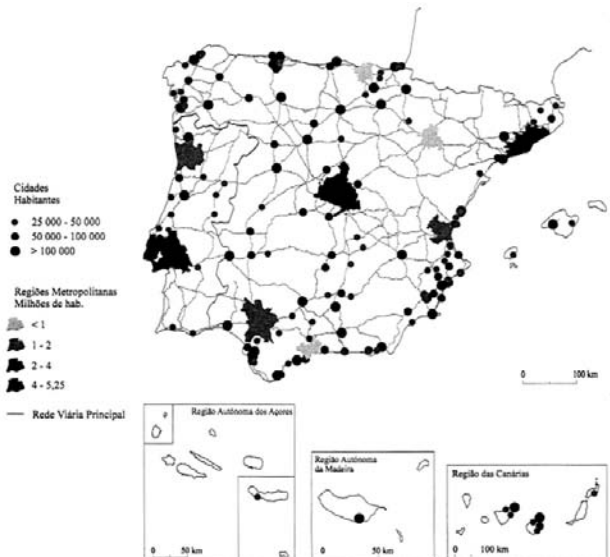 Cidades
Habitantes
25 000 - 50 000
50 000 - 100 000
> 100 000
Regiões Metropolitanas
Milhões de hab.
< 1
1 - 2
2 - 4
4 - 5,25
Rede Viária Principal
0 100 km
Região Autónoma dos Açores
0 50 km
Região Autónoma
da Madeira
0 50 km
Região das Canárias
0 100 km